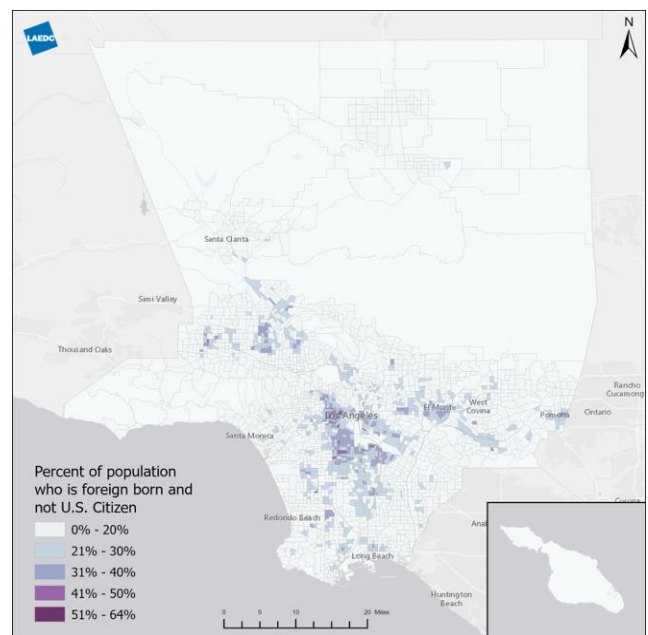 LAEDC
N
Santa Clarita
Simi Valley
Thousand Oaks
Rancho
Cucamong
Los Angeles
El Monte
West
Covina
Pomona
Ontario
Santa Monica
Percent of population
who is foreign born and
not U.S. Citizen
0% - 20%
21% - 30%
31% - 40%
41% - 50%
51% - 64%
Redondo Beach
Long Beach
Anal
Huntington
Beach
0 5 10 20 Miles